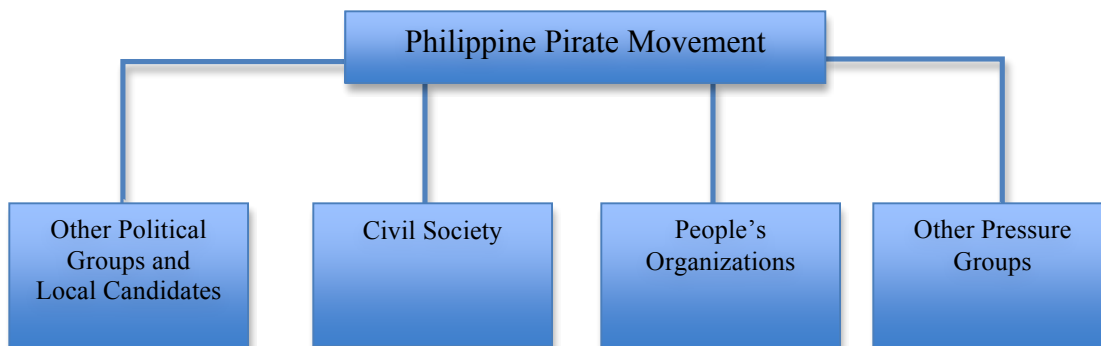 Philippine Pirate Movement
Other Political
Groups and
Local Candidates
Civil Society
People’s
Organizations
Other Pressure
Groups